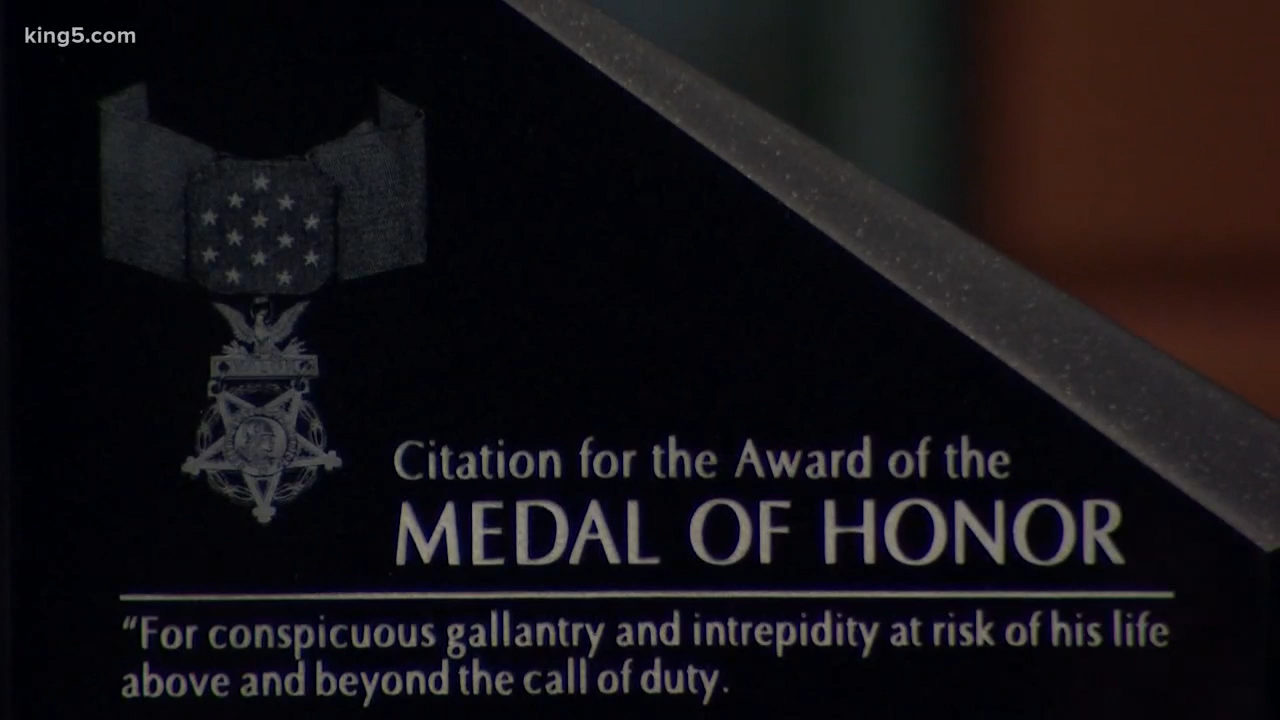 king5.com
VALOR
Citation for the Award of the
MEDAL OF HONOR
“For conspicuous gallantry and intrepidity at risk of his life
above and beyond the call of duty.